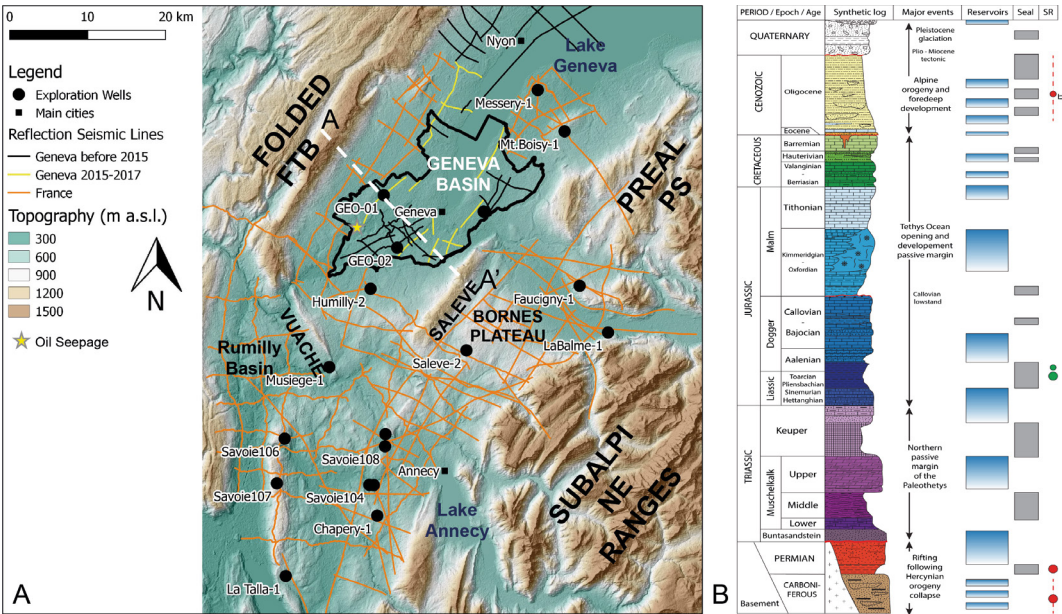 0 10 20 km
Legend
Exploration Wells
Main cities
Reflection Seismic Lines
Geneva before 2015
Geneva 2015-2017
France
Topography (m a.s.l.)
300
600
900
1200
1500
N
Oil Seepage
A
Nyon
Lake
Geneva
Messery-1
Mt.Boisy-1
FOLDED
FTB
A
GENEVA
BASIN
PREAL
PS
GEO-01
Geneva
GEO-02
Humilly-2
A'
SALEVE
Faucigny-1
BORNES
PLATEAU
VUACHE
Rumilly
Basin
LaBalme-1
Saleve-2
Musiege-1
Savoie106
Savoie108
Annecy
Savoie107
Savoie104
Chapery-1
Lake
Annecy
SUBALPI
NE
RANGES
La Talla-1
B
PERIOD / Epoch / Age Synthetic log Major events Reservoirs Seal SR
QUATERNARY
Pleistocene
glaciation
Plio - Miocene
tectonic
CENOZOIC
Oligocene
Eocene
Alpine
orogeny and
foredeep
development
CRETACEOUS
Barremian
Hauterivian
Valanginian
-
Berriasian
JURASSIC
Malm
Tithonian
Kimmeridgian
-
Oxfordian
Tethys Ocean
opening and
developement
passive margin
Callovian
lowstand
Dogger
Callovian
-
Bajocian
Aalenian
Liassic
Toarcian
Pliensbachian
Sinemurian
Hettanghian
TRIASSIC
Keuper
Muschelkalk
Upper
Middle
Lower
Buntasandstein
Northern
passive
margin
of the
Paleothetys
PERMIAN
CARBONI-
FEROUS
Basement
Rifting
following
Hercynian
orogeny
collapse